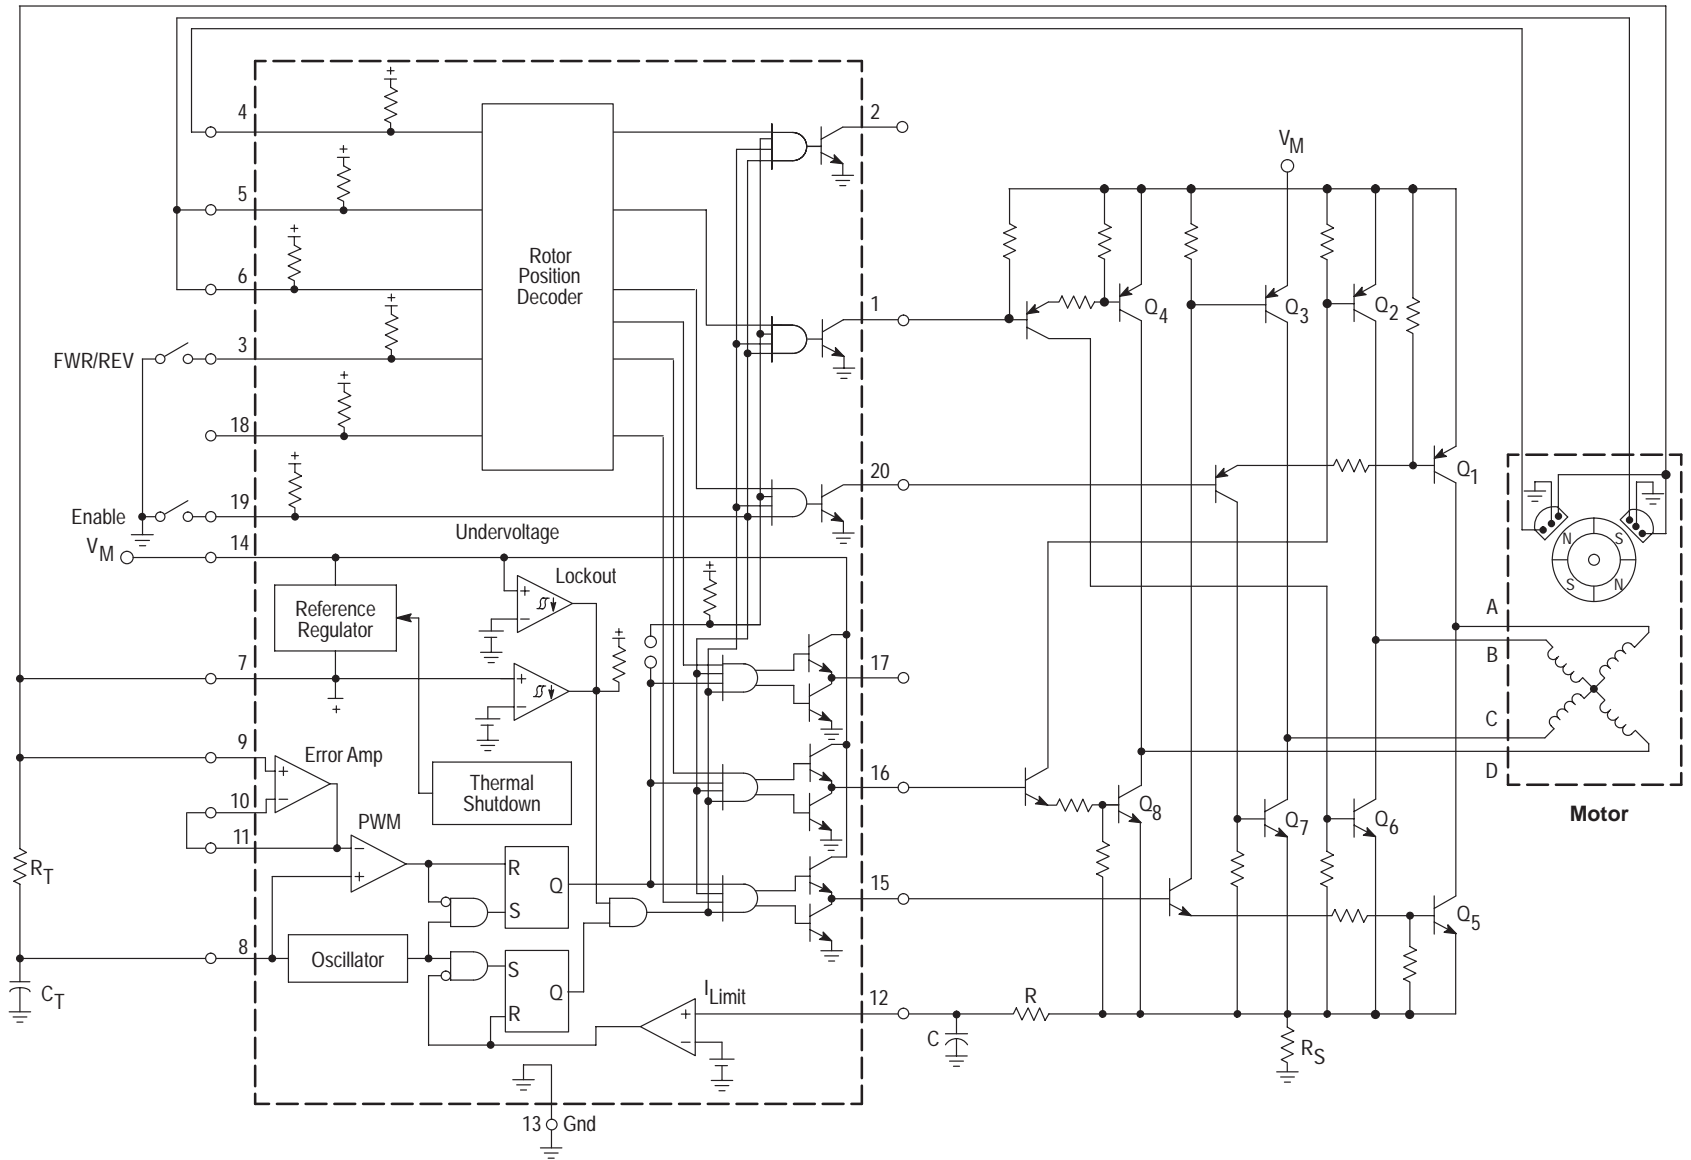 4
2
V_M
5
6
Rotor
Position
Decoder
1
Q_4
Q_3
Q_2
3
FWR/REV
18
20
Q_1
19
Enable
Undervoltage
V_M
14
Lockout
N
S
S
N
Reference
Regulator
A
B
17
7
C
9
Error Amp
Thermal
Shutdown
16
D
10
PWM
Q_8
Q_7
Q_6
Motor
11
R_T
R
Q
S
15
Q_5
8
Oscillator
S
Q
R
C_T
I_Limit
12
R
C
R_S
13
Gnd